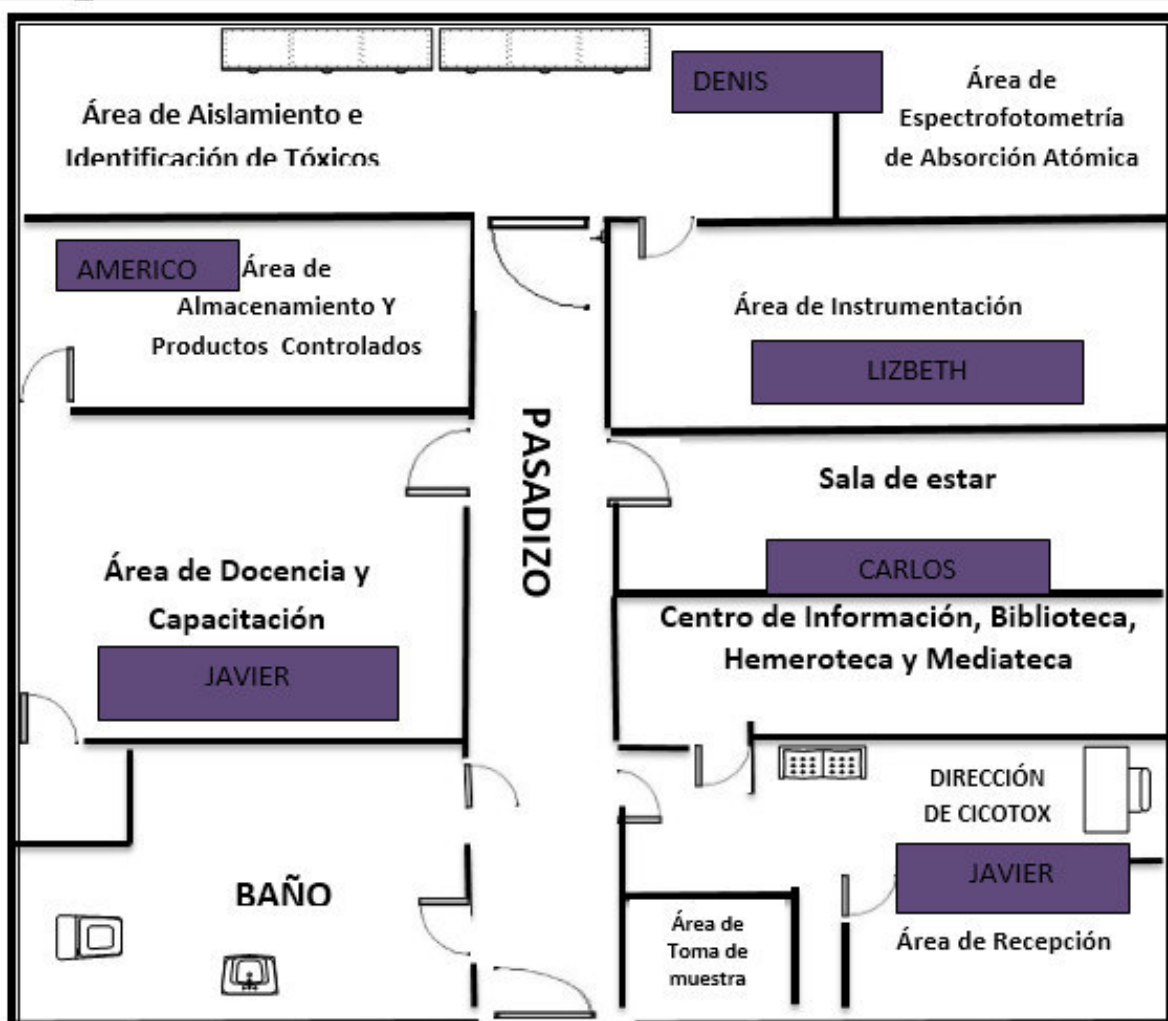 DENIS
Área de
Espectrofotometría
de Absorción Atómica
Área de Aislamiento e
Identificación de Tóxicos
AMERICO
Área de
Almacenamiento Y
Productos Controlados
Área de Instrumentación
LIZBETH
PASADIZO
Sala de estar
CARLOS
Área de Docencia y
Capacitación
JAVIER
Centro de Información, Biblioteca,
Hemeroteca y Mediateca
DIRECCIÓN
DE CICOTOX
JAVIER
BAÑO
Área de
Toma de
muestra
Área de Recepción